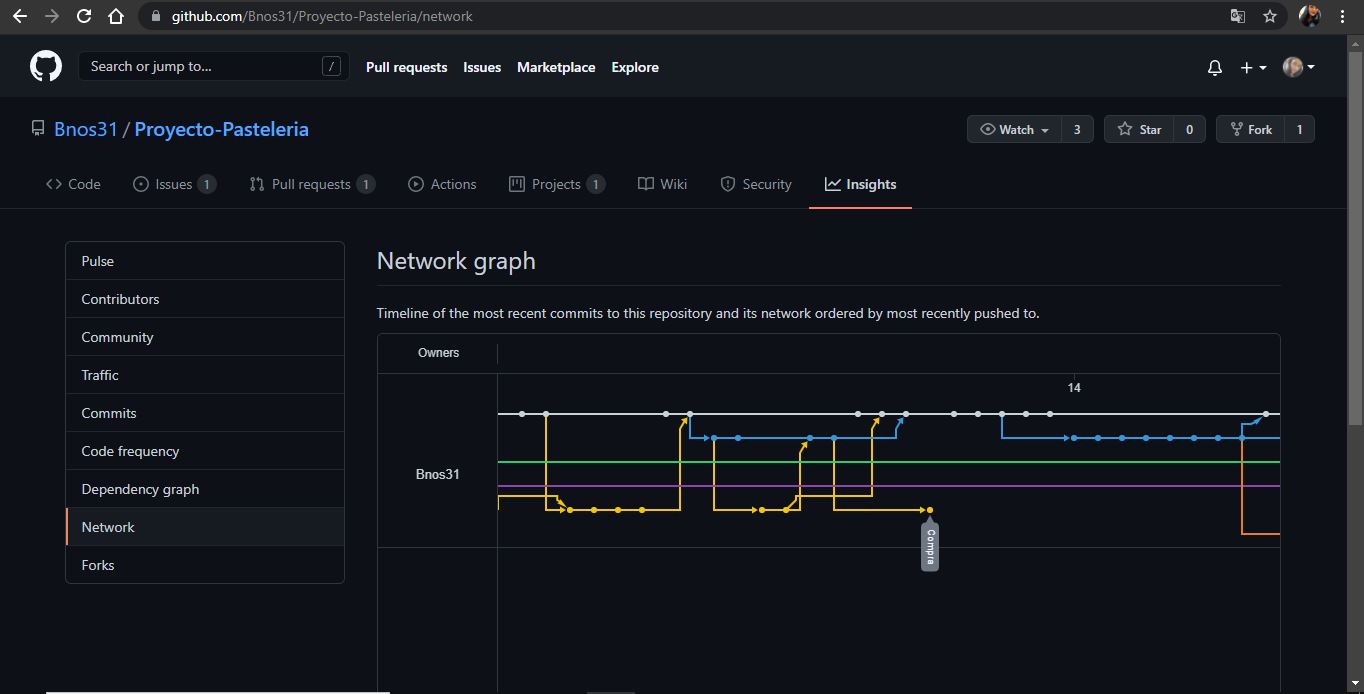 github.com/Bnos31/Proyecto-Pasteleria/network
Search or jump to... /
Pull requests Issues Marketplace Explore
Bnos31 / Proyecto-Pasteleria
Watch 3 Star 0 Fork 1
Code Issues 1 Pull requests 1 Actions Projects 1 Wiki Security Insights
Pulse
Contributors
Community
Traffic
Commits
Code frequency
Dependency graph
Network
Forks
Network graph
Timeline of the most recent commits to this repository and its network ordered by most recently pushed to.
Owners
14
Bnos31
Compra